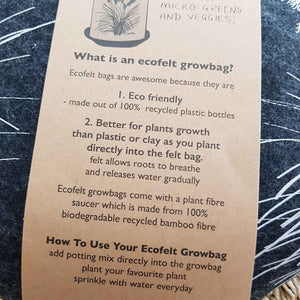 MICRO GREENS
AND VEGGIES.
What is an ecofelt growbag?
Ecofelt bags are awesome because they are
1. Eco friendly
- made out of 100% recycled plastic bottles
2. Better for plants growth
than plastic or clay as you plant
directly into the felt bag.
felt allows roots to breathe
and releases water gradually
Ecofelt growbags come with a plant fibre
saucer which is made from 100%
biodegradable recycled bamboo fibre
How To Use Your Ecofelt Growbag
add potting mix directly into the growbag
plant your favourite plant
sprinkle with water everyday